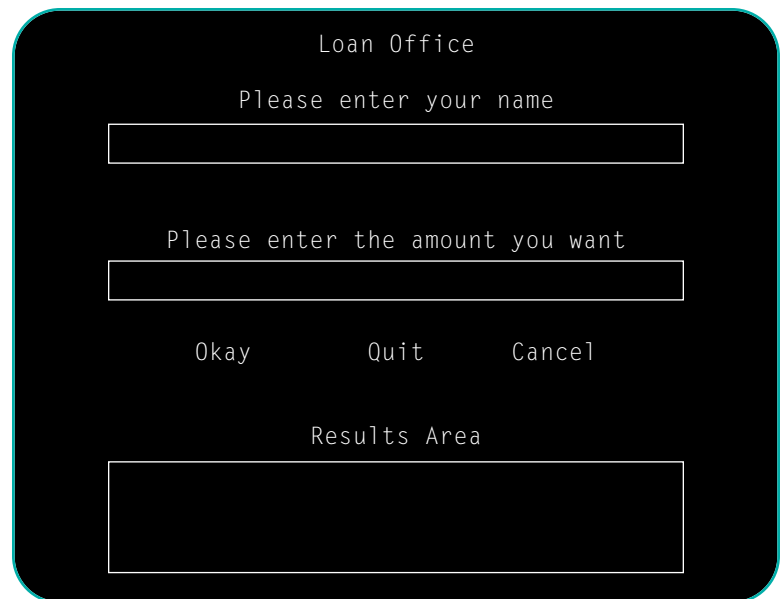 Loan Office
Please enter your name
Please enter the amount you want
Okay Quit Cancel
Results Area